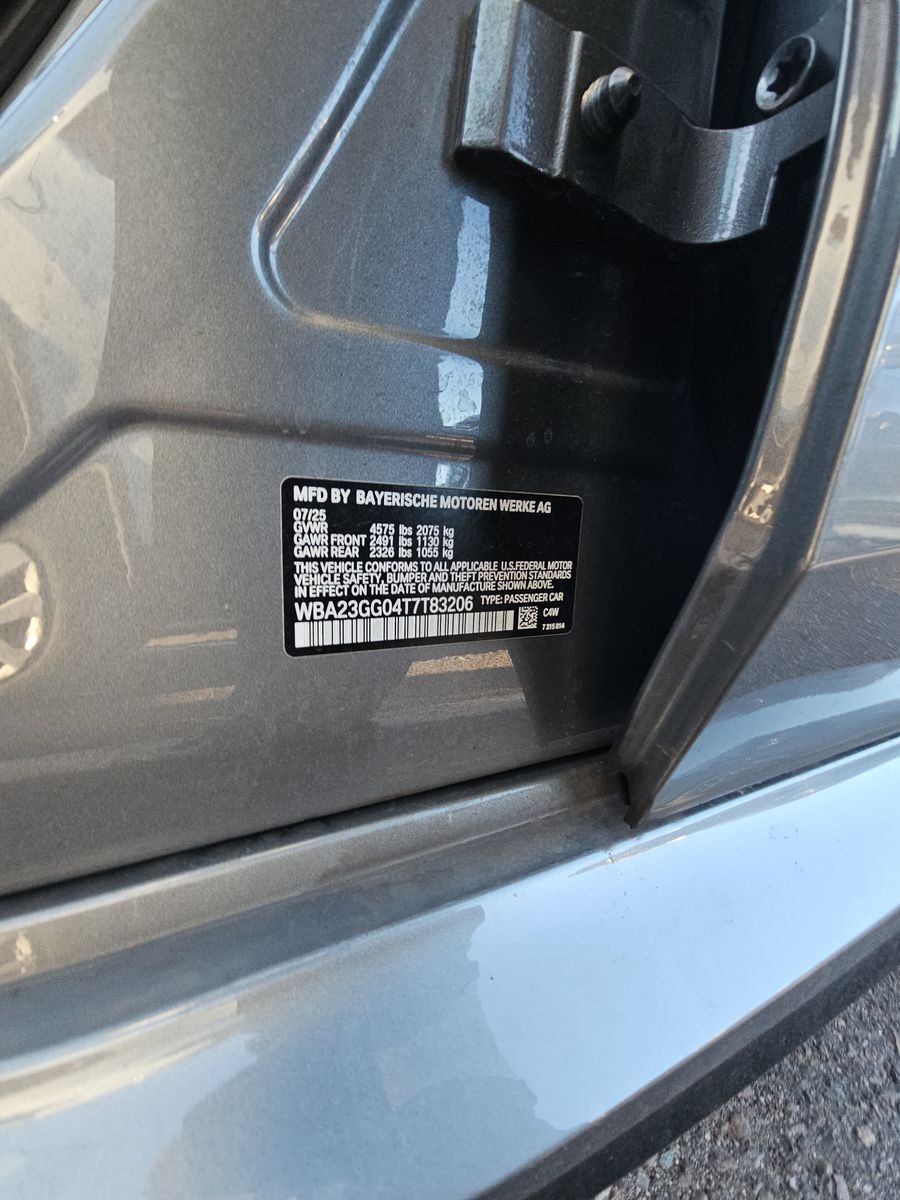 MFD BY BAYERISCHE MOTOREN WERKE AG
07/25
GVWR 4575 lbs 2075 kg
GAWR FRONT 2491 lbs 1130 kg
GAWR REAR 2326 lbs 1055 kg
THIS VEHICLE CONFORMS TO ALL APPLICABLE U.S.FEDERAL MOTOR
VEHICLE SAFETY, BUMPER AND THEFT PREVENTION STANDARDS
IN EFFECT ON THE DATE OF MANUFACTURE SHOWN ABOVE.
WBA23GG04T7T83206 TYPE: PASSENGER CAR
C4W
7315014